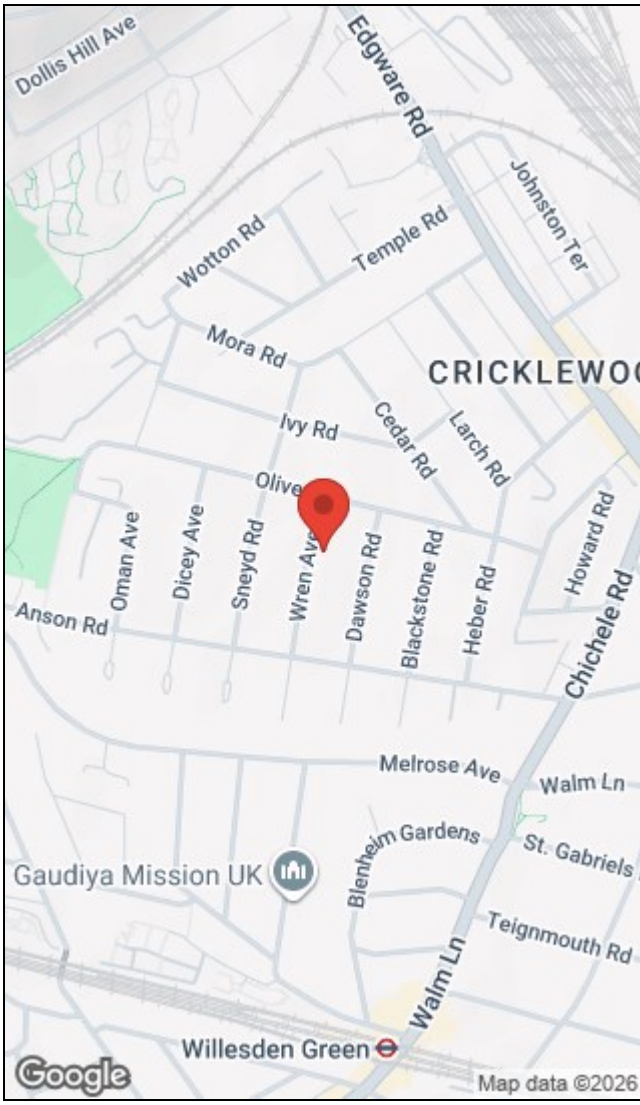 Dollis Hill Ave
Edgware Rd
Johnston Ter
Wotton Rd
Temple Rd
Mora Rd
CRICKLEWOO
Ivy Rd
Cedar Rd
Larch Rd
Olive
Oman Ave
Dicey Ave
Sneyd Rd
Wren Ave
Dawson Rd
Blackstone Rd
Heber Rd
Howard Rd
Anson Rd
Chichele Rd
Melrose Ave
Walm Ln
Blenheim Gardens
St. Gabriels
Gaudiya Mission UK
Teignmouth Rd
Walm Ln
Willesden Green
Google
Map data ©2026